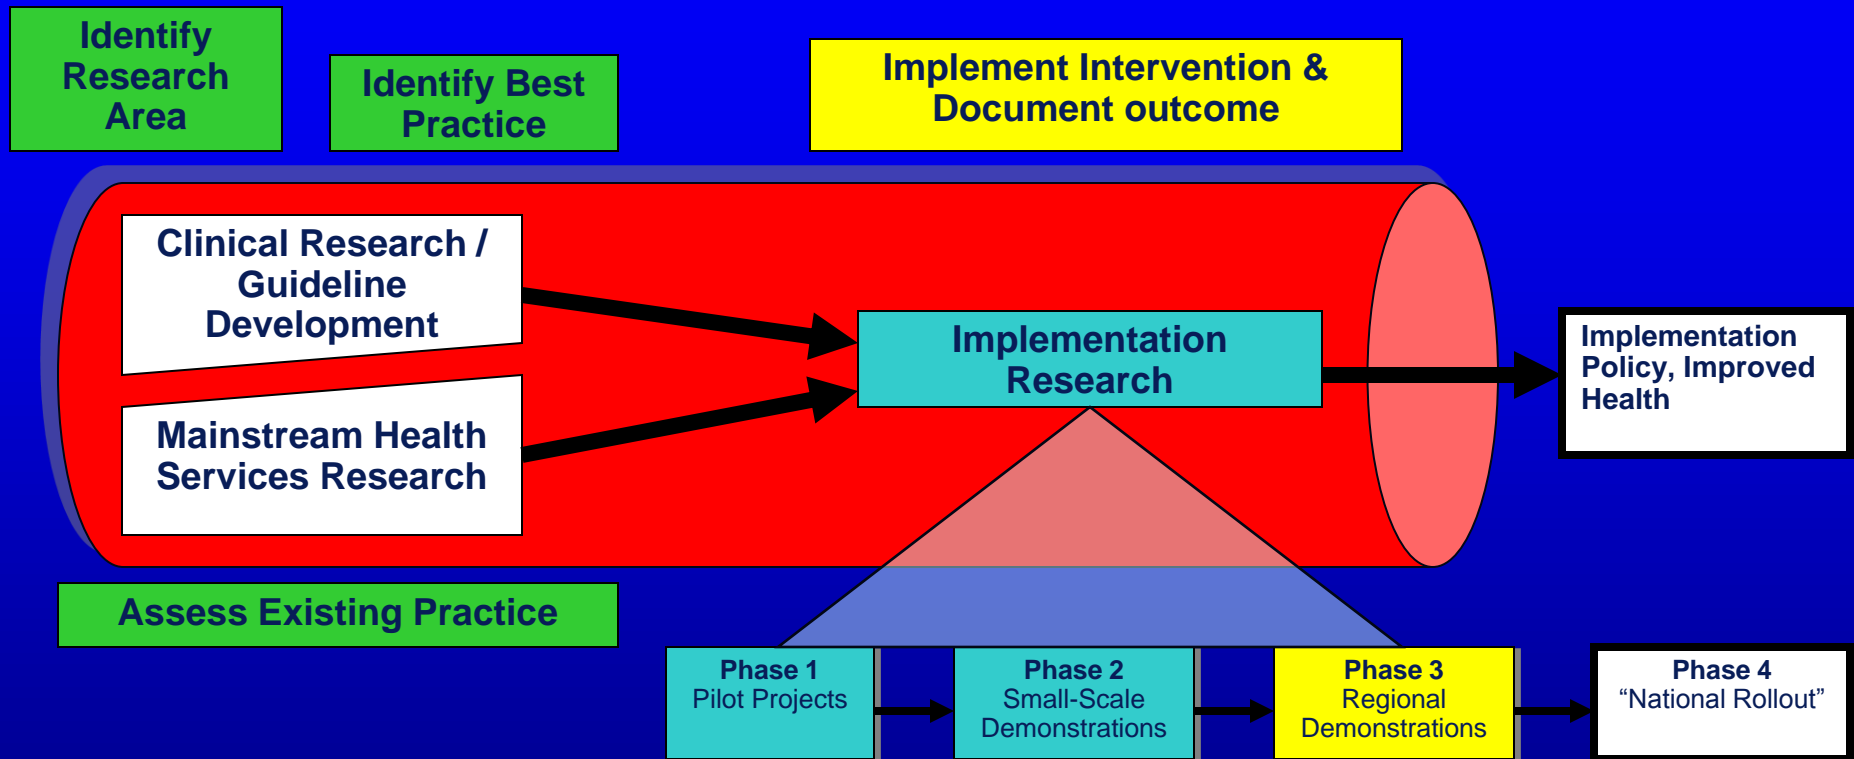 Identify
Research
Area
Identify Best
Practice
Implement Intervention &
Document outcome
Clinical Research /
Guideline
Development
Mainstream Health
Services Research
Implementation
Research
Implementation
Policy, Improved
Health
Assess Existing Practice
Phase 1
Pilot Projects
Phase 2
Small-Scale
Demonstrations
Phase 3
Regional
Demonstrations
Phase 4
“National Rollout”